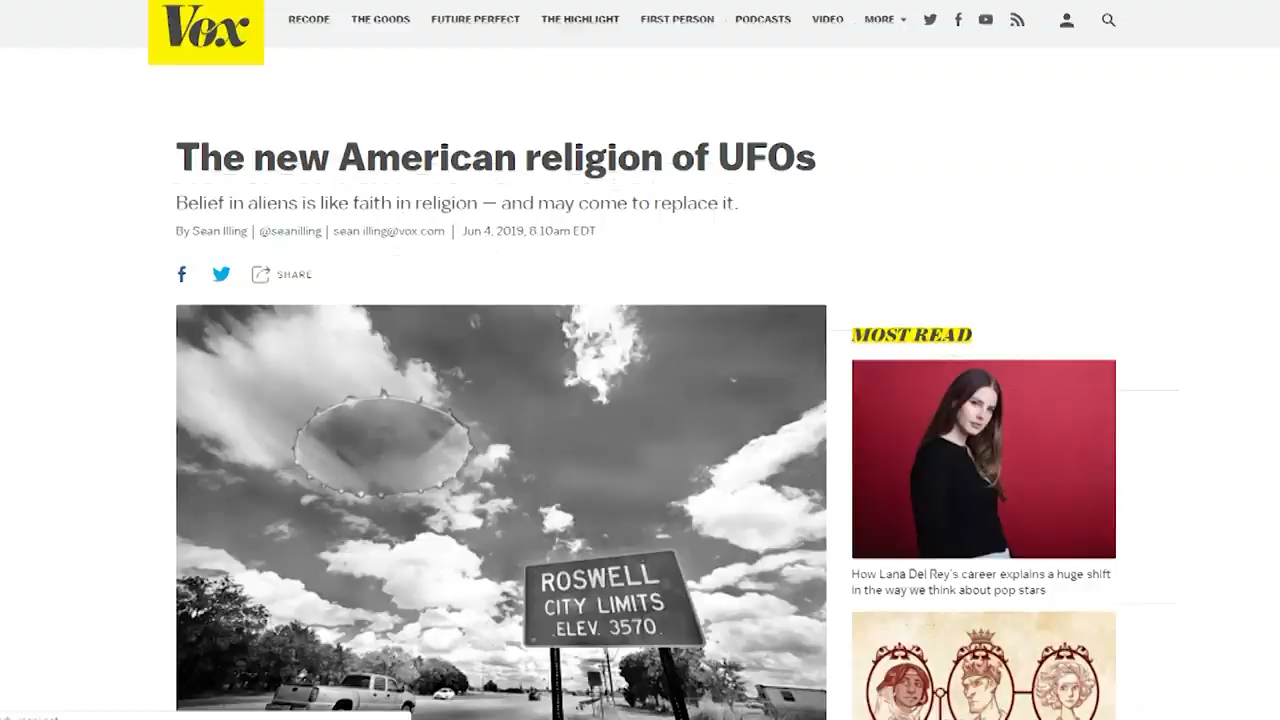 Vox
RECODE THE GOODS FUTURE PERFECT THE HIGHLIGHT FIRST PERSON PODCASTS VIDEO MORE
The new American religion of UFOs
Belief in aliens is like faith in religion — and may come to replace it.
By Sean Illing | @seanilling | sean.illing@vox.com | Jun 4, 2019, 8:10am EDT
SHARE
MOST READ
ROSWELL
CITY LIMITS
ELEV. 3570
How Lana Del Rey's career explains a huge shift
in the way we think about pop stars